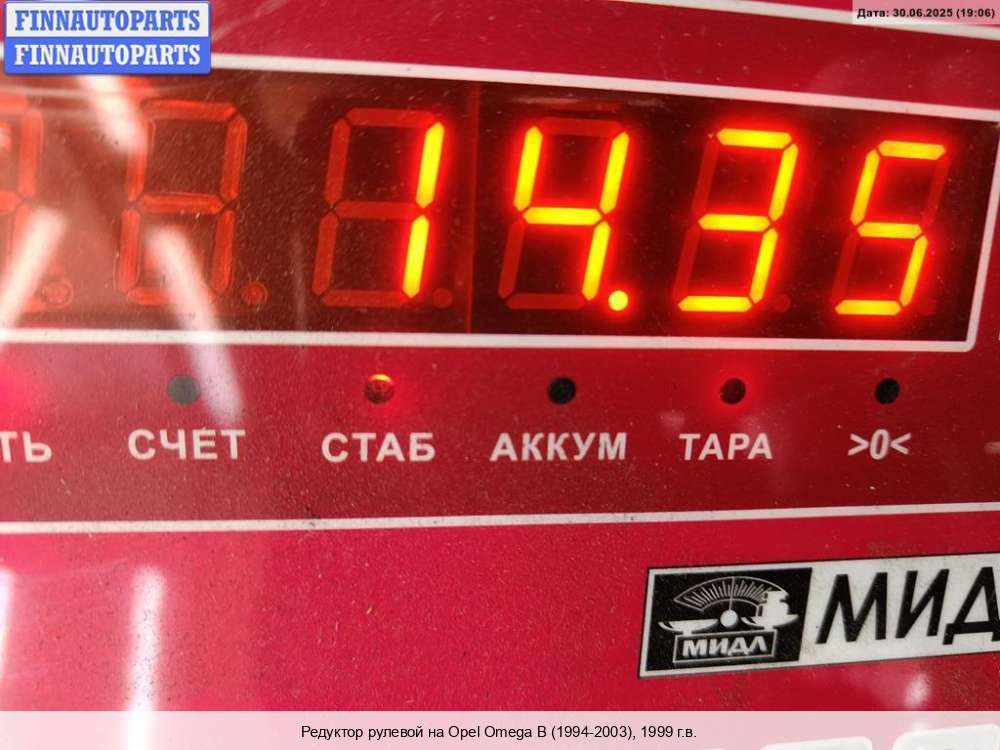 FINNAUTOPARTS
FINNAUTOPARTS
Дата: 30.06.2025 (19:06)
14.35
ТЬ СЧЕТ СТАБ АККУМ ТАРА >0<
МИДЛ МИД
Редуктор рулевой на Opel Omega B (1994-2003), 1999 г.в.